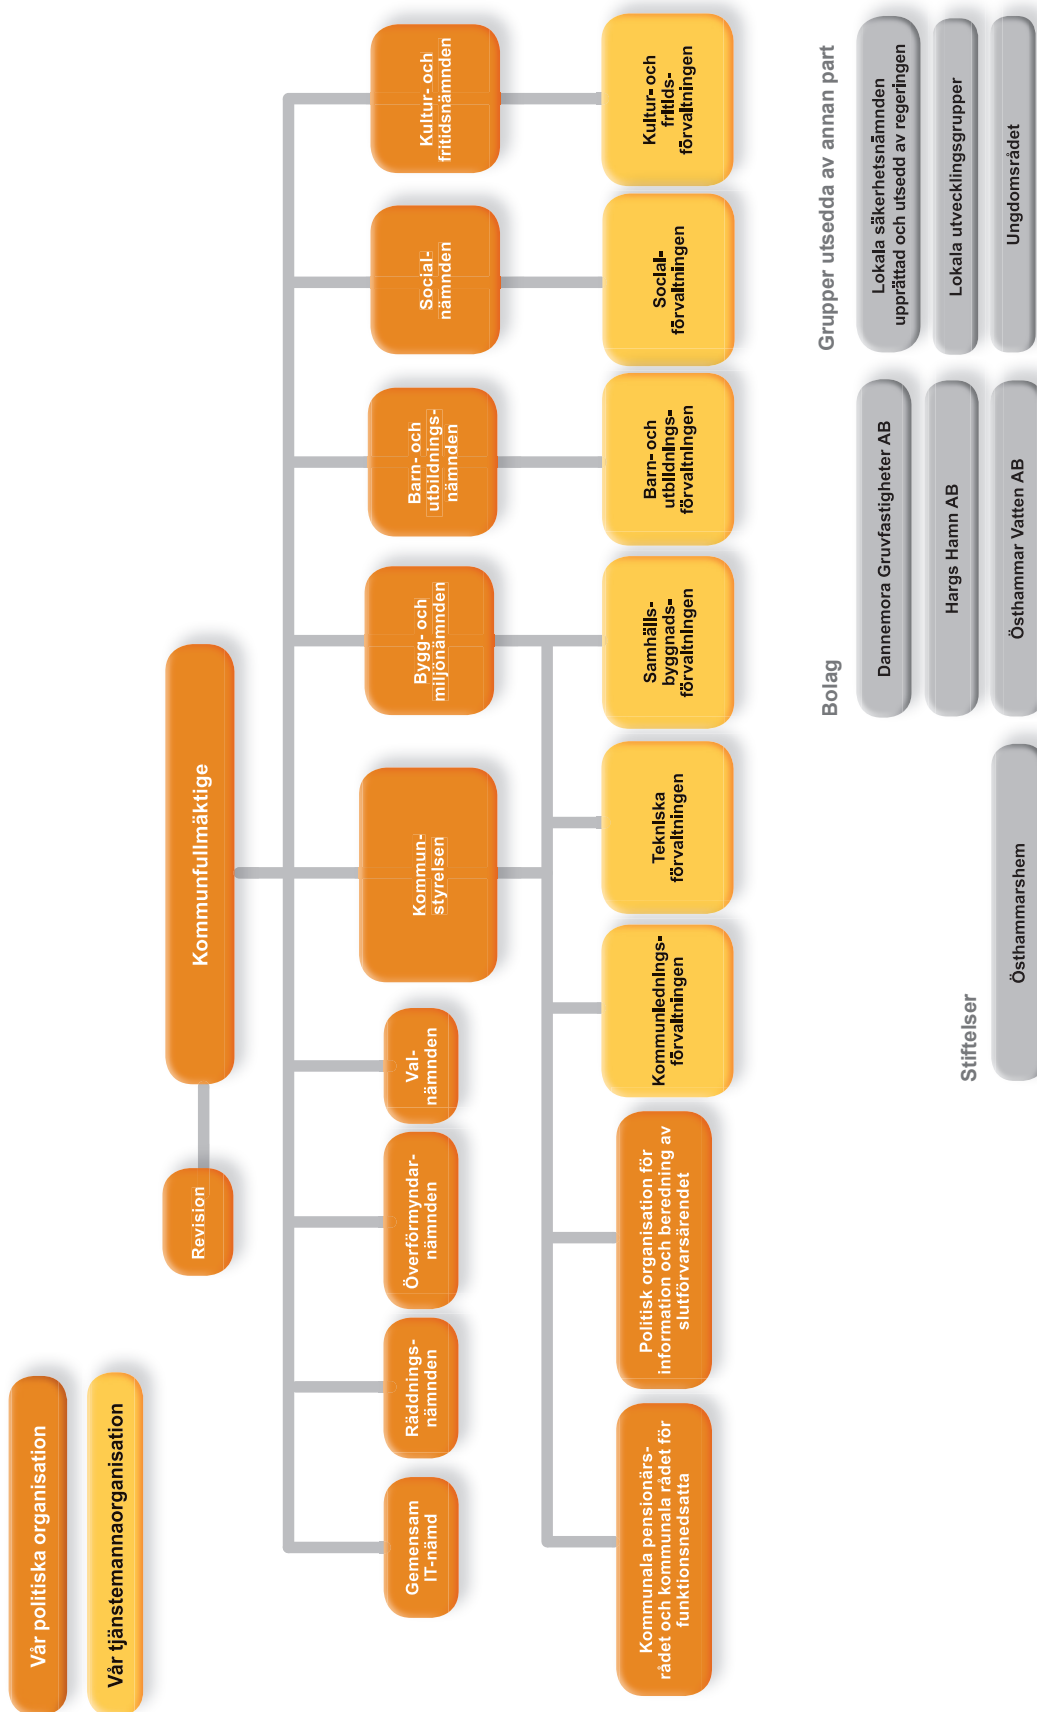 Vår politiska organisation
Vår tjänstemannaorganisation
Revision
Kommunfullmäktige
Gemensam
IT-nämd
Räddnings-
nämnden
Överförmyndar-
nämnden
Val-
nämnden
Kommun-
styrelsen
Bygg- och
miljönämnden
Barn- och
utbildnings-
nämnden
Social-
nämnden
Kultur- och
fritidsnämnden
Kommunala pensionärs-
rådet och kommunala rådet för
funktionsnedsatta
Politisk organisation för
information och beredning av
slutförvarsärendet
Kommunlednings-
förvaltningen
Tekniska
förvaltningen
Samhälls-
byggnads-
förvaltningen
Barn- och
utbildnings-
förvaltningen
Social-
förvaltningen
Kultur- och
fritids-
förvaltningen
Stiftelser
Östhammarshem
Bolag
Dannemora Gruvfastigheter AB
Hargs Hamn AB
Östhammar Vatten AB
Grupper utsedda av annan part
Lokala säkerhetsnämnden
upprättad och utsedd av regeringen
Lokala utvecklingsgrupper
Ungdomsrådet